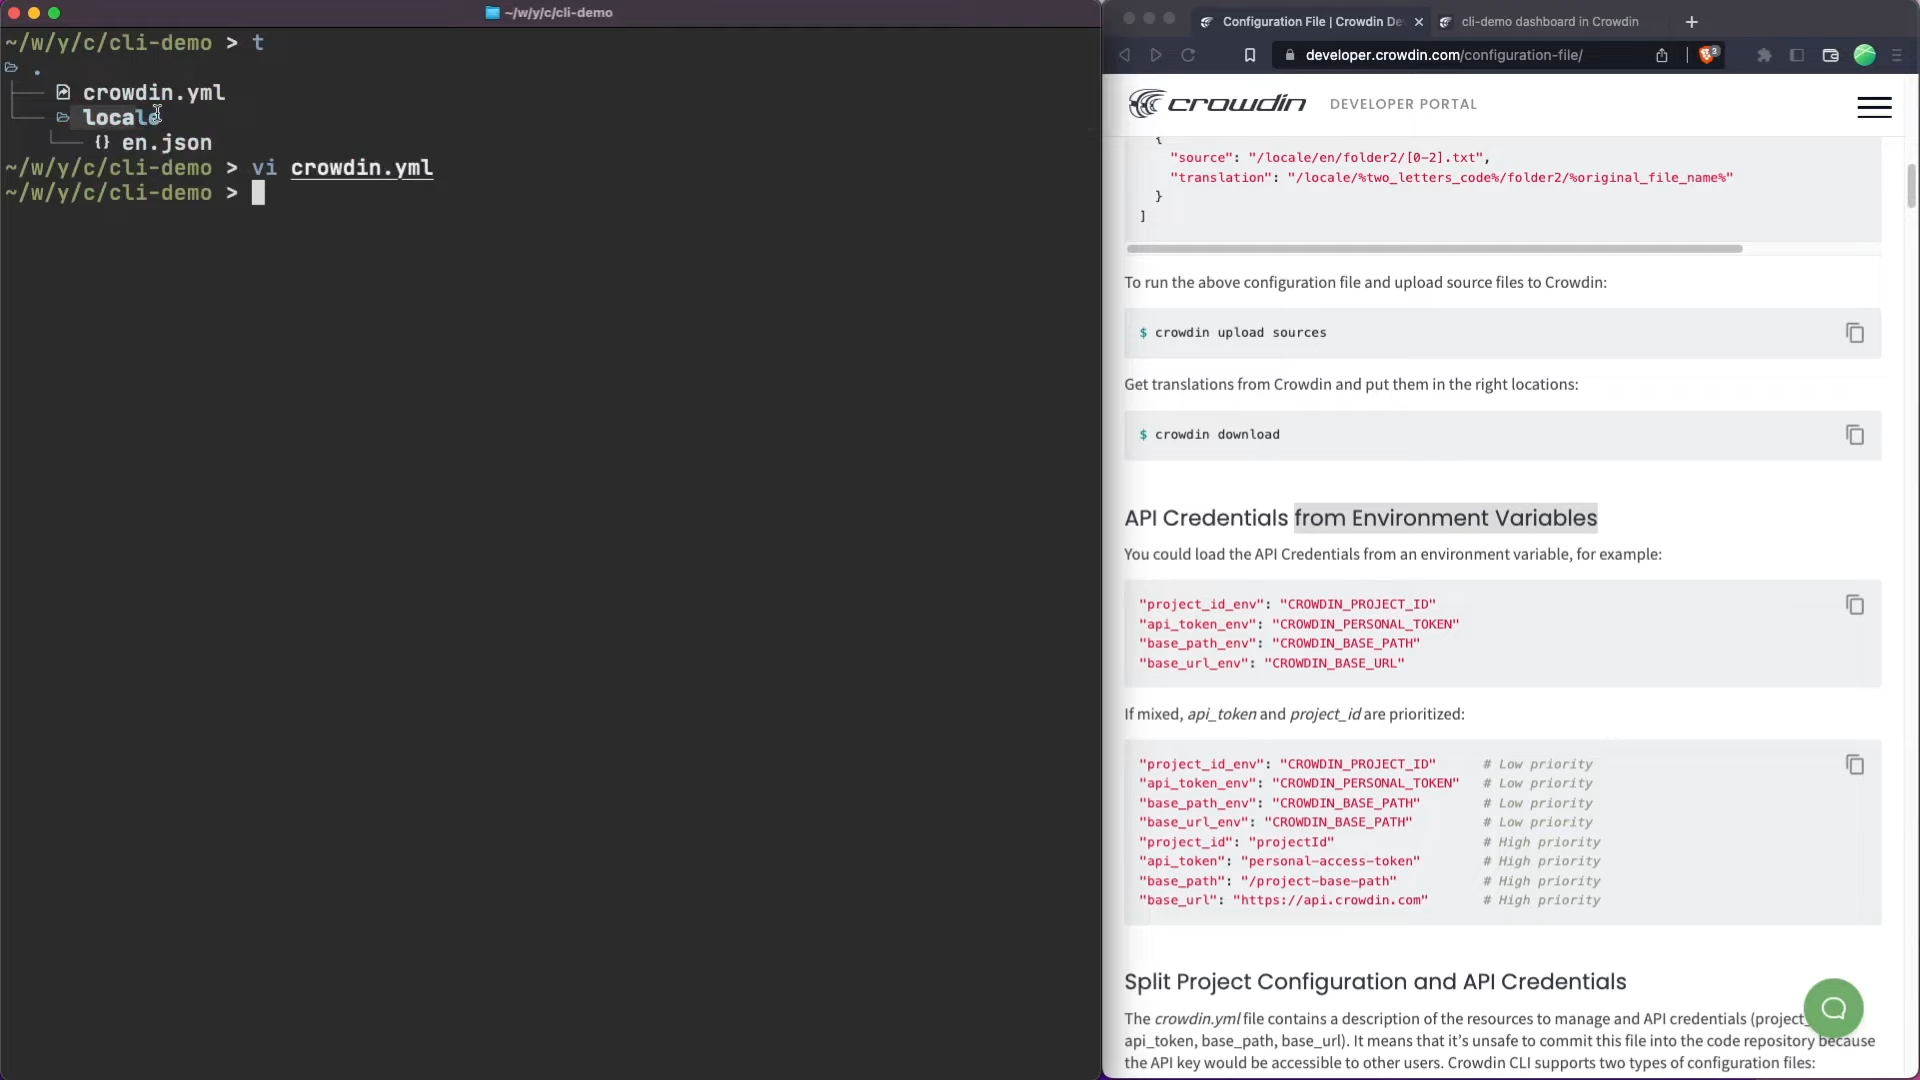 ~/w/y/c/cli-demo
~/w/y/c/cli-demo > t
.
crowdin.yml
locale
{} en.json
~/w/y/c/cli-demo > vi crowdin.yml
~/w/y/c/cli-demo >
Configuration File | Crowdin De
cli-demo dashboard in Crowdin
developer.crowdin.com/configuration-file/
3
crowdin DEVELOPER PORTAL
{
"source": "/locale/en/folder2/[0-2].txt",
"translation": "/locale/%two_letters_code%/folder2/%original_file_name%"
}
]
To run the above configuration file and upload source files to Crowdin:
$ crowdin upload sources
Get translations from Crowdin and put them in the right locations:
$ crowdin download
API Credentials from Environment Variables
You could load the API Credentials from an environment variable, for example:
"project_id_env": "CROWDIN_PROJECT_ID"
"api_token_env": "CROWDIN_PERSONAL_TOKEN"
"base_path_env": "CROWDIN_BASE_PATH"
"base_url_env": "CROWDIN_BASE_URL"
If mixed, api_token and project_id are prioritized:
"project_id_env": "CROWDIN_PROJECT_ID" # Low priority
"api_token_env": "CROWDIN_PERSONAL_TOKEN" # Low priority
"base_path_env": "CROWDIN_BASE_PATH" # Low priority
"base_url_env": "CROWDIN_BASE_PATH" # Low priority
"project_id": "projectId" # High priority
"api_token": "personal-access-token" # High priority
"base_path": "/project-base-path" # High priority
"base_url": "https://api.crowdin.com" # High priority
Split Project Configuration and API Credentials
The crowdin.yml file contains a description of the resources to manage and API credentials (project_
api_token, base_path, base_url). It means that it's unsafe to commit this file into the code repository because
the API key would be accessible to other users. Crowdin CLI supports two types of configuration files: